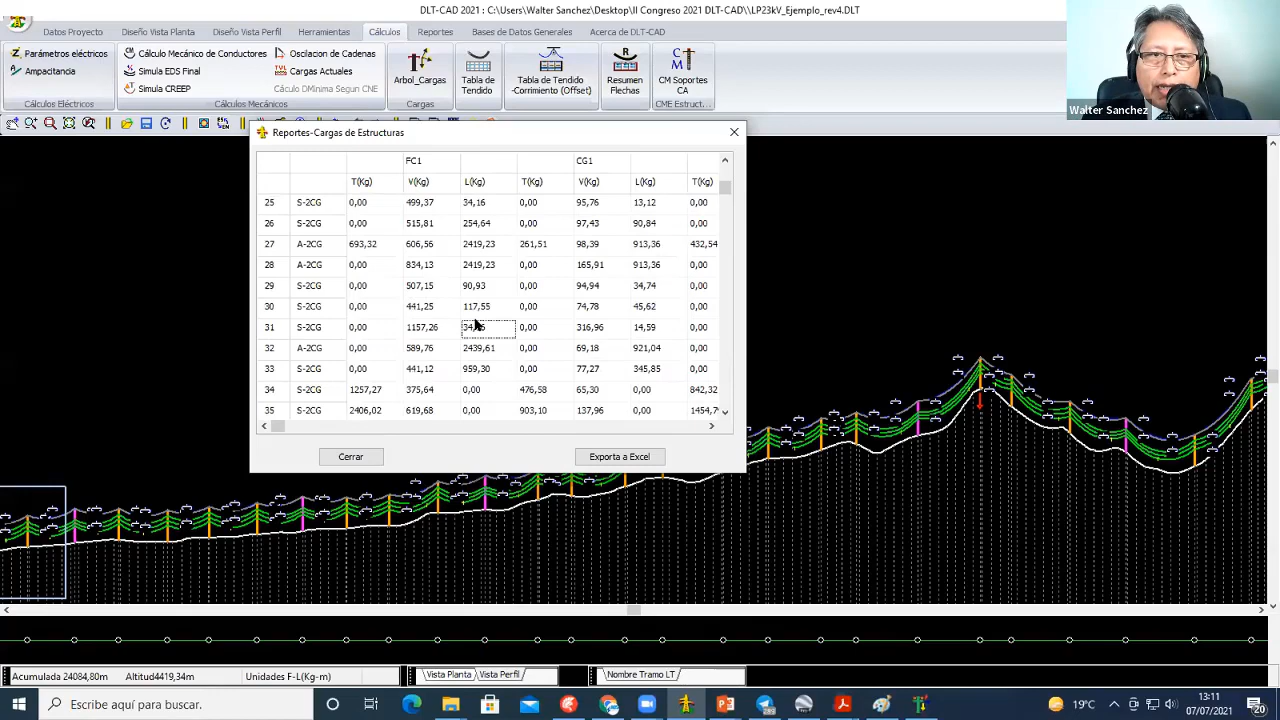 DLT-CAD 2021 : C:\Users\Walter Sanchez\Desktop\II Congreso 2021 DLT-CAD\\LP23kV_Ejemplo_rev4.DLT
Datos Proyecto Diseño Vista Planta Diseño Vista Perfil Herramientas Cálculos Reportes Bases de Datos Generales Acerca de DLT-CAD
Parámetros eléctricos Cálculo Mecánico de Conductores Oscilacion de Cadenas
Ampacitancia Simula EDS Final Cargas Actuales
Simula CREEP Cálculo DMinima Segun CNE
Arbol_Cargas
Tabla de
Tendido
Tabla de Tendido
-Corrimiento (Offset)
Resumen
Flechas
CM Soportes
CA
Cálculos Eléctricos Cálculos Mecánicos Cargas CME Estruct...
Walter Sanchez
Reportes-Cargas de Estructuras
FC1 CG1
T(Kg) V(Kg) L(Kg) T(Kg) V(Kg) L(Kg) T(Kg)
25 S-2CG 0,00 499,37 34,16 0,00 95,76 13,12 0,00
26 S-2CG 0,00 515,81 254,64 0,00 97,43 90,84 0,00
27 A-2CG 693,32 606,56 2419,23 261,51 98,39 913,36 432,54
28 A-2CG 0,00 834,13 2419,23 0,00 165,91 913,36 0,00
29 S-2CG 0,00 507,15 90,93 0,00 94,94 34,74 0,00
30 S-2CG 0,00 441,25 117,55 0,00 74,78 45,62 0,00
31 S-2CG 0,00 1157,26 0,00 316,96 14,59 0,00
32 A-2CG 0,00 589,76 2439,61 0,00 69,18 921,04 0,00
33 S-2CG 0,00 441,12 959,30 0,00 77,27 345,85 0,00
34 S-2CG 1257,27 375,64 0,00 476,58 65,30 0,00 842,32
35 S-2CG 2406,02 619,68 0,00 903,10 137,96 0,00
Cerrar Exporta a Excel
Acumulada 24084,80m Altitud4419,34m Unidades F-L(Kg-m) Vista Planta Vista Perfil Nombre Tramo LT
Escribe aquí para buscar. 19°C 13:11
07/07/2021
20